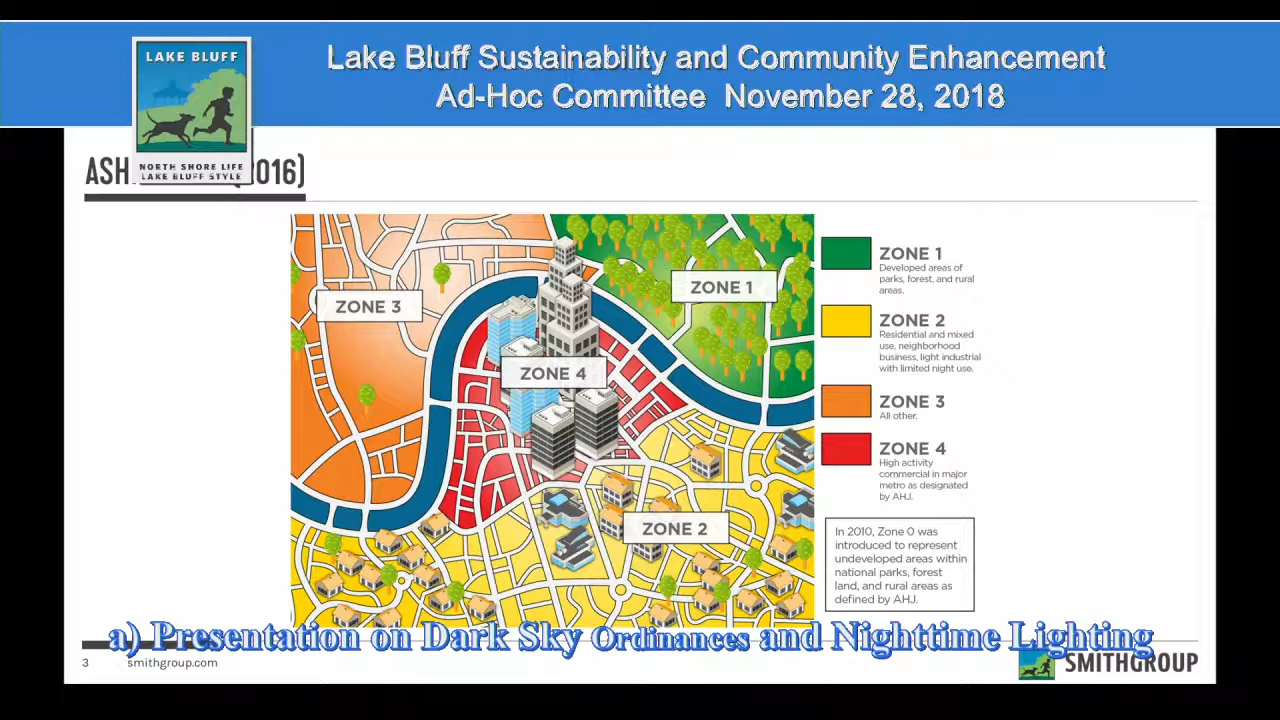 Lake Bluff Sustainability and Community Enhancement
Ad-Hoc Committee November 28, 2018
LAKE BLUFF
NORTH SHORE LIFE
LAKE BLUFF STYLE
ASH 2016)
ZONE 3
ZONE 1
ZONE 4
ZONE 2
ZONE 1
Developed areas of
parks, forest, and rural
areas.
ZONE 2
Residential and mixed
use, neighborhood
business, light industrial
with limited night use.
ZONE 3
All other.
ZONE 4
High activity
commercial in major
metro as designated
by AHJ.
In 2010, Zone 0 was
introduced to represent
undeveloped areas within
national parks, forest
land, and rural areas as
defined by AHJ.
a) Presentation on Dark Sky Ordinances and Nighttime Lighting
3 smithgroup.com
SMITHGROUP